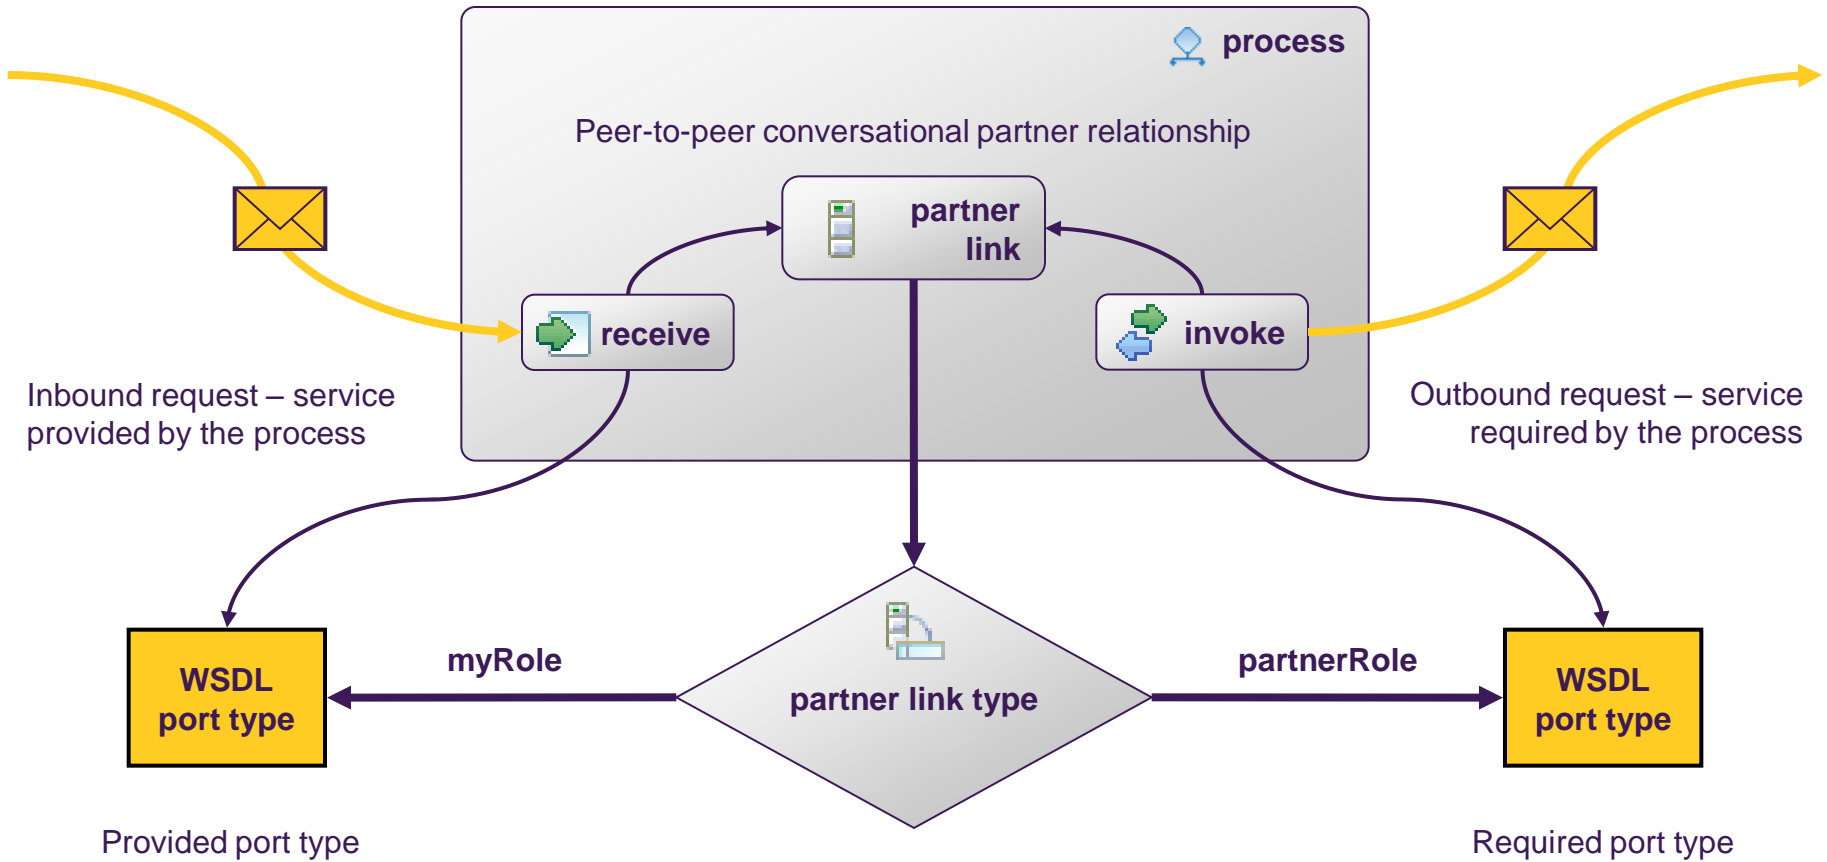 process
Peer-to-peer conversational partner relationship
partner
link
receive
invoke
Inbound request – service
provided by the process
Outbound request – service
required by the process
myRole
partnerRole
WSDL
port type
partner link type
WSDL
port type
Provided port type
Required port type